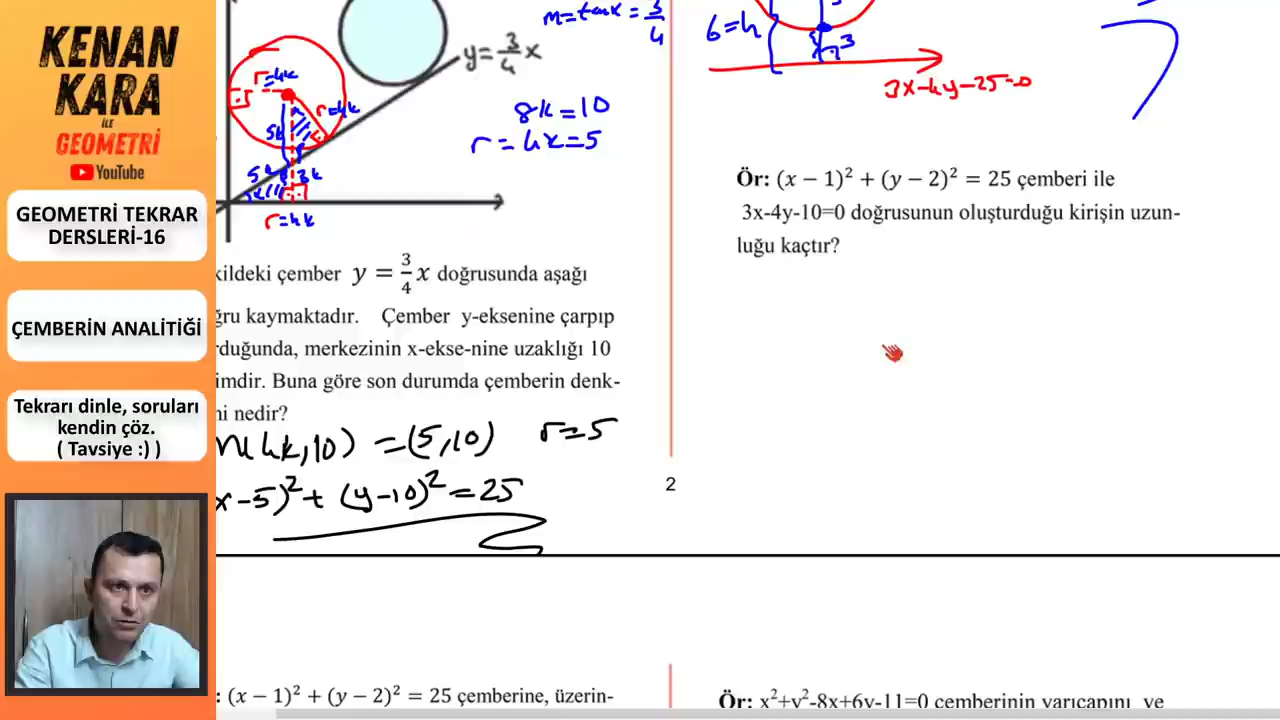 KENAN
KARA
İLE
GEOMETRİ
YouTube
GEOMETRİ TEKRAR
DERSLERİ-16
ÇEMBERİN ANALİTİĞİ
Tekrarı dinle, soruları
kendin çöz.
( Tavsiye :) )
y=3/4 x
r=4k
r=4k
5k
5k
3k
r=4k
8k=10
r=4k=5
kildeki çember y = 3/4 x doğrusunda aşağı
ğru kaymaktadır. Çember y-eksenine çarpıp
rduğunda, merkezinin x-ekse-nine uzaklığı 10
imdir. Buna göre son durumda çemberin denk-
ni nedir?
M(4k,10) =(5,10) r=5
x-5)²+(y-10)²=25
: (x − 1)² + (y − 2)² = 25 çemberine, üzerin-
6=h
3
3x-4y-25=0
Ör: (x − 1)² + (y − 2)² = 25 çemberi ile
3x-4y-10=0 doğrusunun oluşturduğu kirişin uzun-
luğu kaçtır?
2
Ör: x²+y²-8x+6y-11=0 çemberinin yarıçapını ve